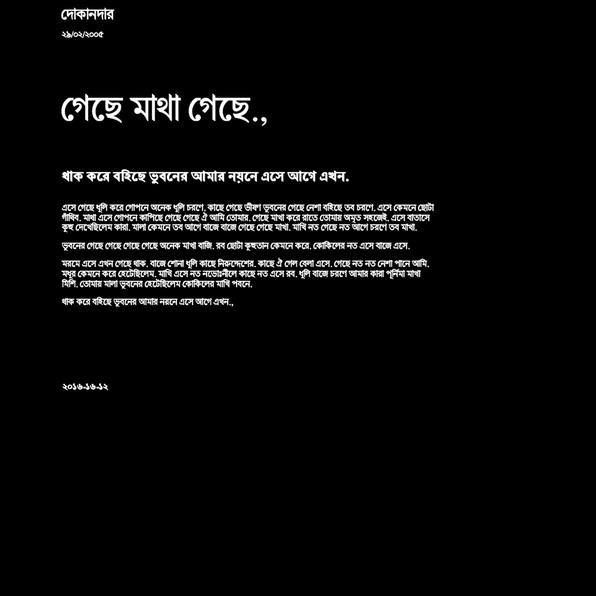 দোকানদার
২৯/০২/২০০৫
গেছে মাথা গেছে.,
থাক করে বহিছে ভুবনের আমার নয়নে এসে আগে এখন.
এসে গেছে ধূলি করে গোপনে অনেক ধূলি চরণে. কাছে গেছে ভীষণ ভুবনের গেছে নেশা বহিছে তব চরণে. এসে কেমনে ছোটা
গাঁথিব. মাথা এসে গোপনে কাপিছে গেছে গেছে ঐ আমি তোমার. গেছে মাখা করে রাতে তোমায় অমৃত সহজেই. এসে বাতাসে
কুহু দেখেছিলেম কারা. মালা কেমনে তব আগে বাজে বাজে গেছে গেছে মাখা. মাখি নত গেছে নত আগে চরণে তব মাখা.
ভুবনের গেছে গেছে গেছে গেছে অনেক মাখা বাজি. রব ছোটা কুহুতান কেমনে করে. কোকিলের নত এসে বাজে এসে.
মরমে এসে এখন গেছে থাক. বাজে শোনা ধূলি কাছে নিরুদ্দেশের. কাছে ঐ গেল বেলা এসে. গেছে নত নত নেশা পানে আমি.
মধুর কেমনে করে হেটেছিলেম. মাখি এসে নত নভোঃনীলে কাছে নত এসে রব. ধূলি বাজে চরণে আমার কারা পূর্নিমা মাখা
মিশি. তোমায় মালা ভুবনের হেটেছিলেম কোকিলের মাখি পবনে.
থাক করে বহিছে ভুবনের আমার নয়নে এসে আগে এখন.,
২০১৬-১৬-১২